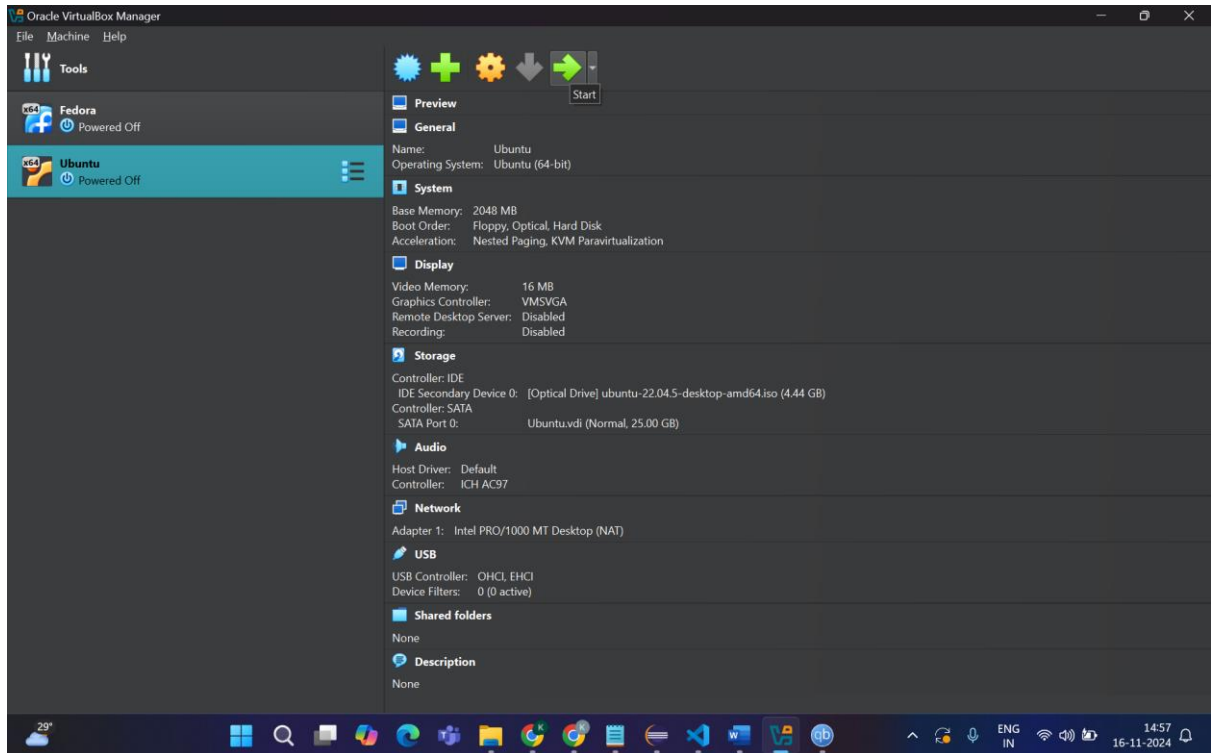 Oracle VirtualBox Manager
File Machine Help
Tools
x64
Fedora
Powered Off
x64
Ubuntu
Powered Off
Start
Preview
General
Name: Ubuntu
Operating System: Ubuntu (64-bit)
System
Base Memory: 2048 MB
Boot Order: Floppy, Optical, Hard Disk
Acceleration: Nested Paging, KVM Paravirtualization
Display
Video Memory: 16 MB
Graphics Controller: VMSVGA
Remote Desktop Server: Disabled
Recording: Disabled
Storage
Controller: IDE
IDE Secondary Device 0: [Optical Drive] ubuntu-22.04.5-desktop-amd64.iso (4.44 GB)
Controller: SATA
SATA Port 0: Ubuntu.vdi (Normal, 25.00 GB)
Audio
Host Driver: Default
Controller: ICH AC97
Network
Adapter 1: Intel PRO/1000 MT Desktop (NAT)
USB
USB Controller: OHCI, EHCI
Device Filters: 0 (0 active)
Shared folders
None
Description
None
29°
K
K
W
qb
ENG
IN
14:57
16-11-2024